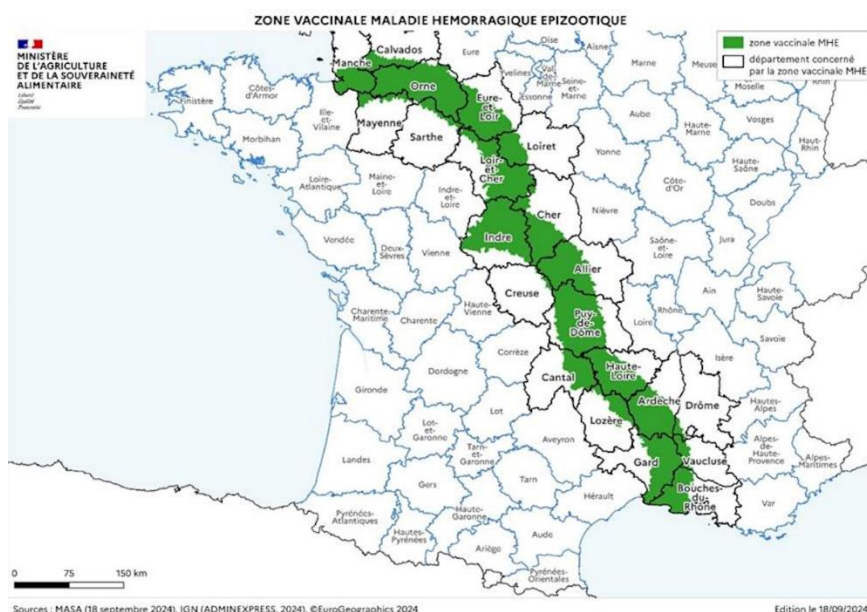 ZONE VACCINALE MALADIE HEMORRAGIQUE EPIZOOTIQUE
MINISTÈRE
DE L'AGRICULTURE
ET DE LA SOUVERAINETÉ
ALIMENTAIRE
Liberté
Égalité
Fraternité
zone vaccinale MHE
département concerné
par la zone vaccinale MHE
Calvados
Manche
Orne
Eure
Oise
Aisne
Yvelines
Val-de-
Marne
Essonne
Seine-
et-Marne
Marne
Meuse
Moselle
Rhin
Finistère
Côtes-
d'Armor
Ille-
et-
Vilaine
Morbihan
Mayenne
Sarthe
Eure-
et-
Loir
Loiret
Aube
Haute-
Marne
Vosges
Haut-
Rhin
Yonne
Haute-
Saône
Loir-
et-
Cher
Loire-
Atlantique
Maine-
et-Loire
Indre-
et-Loire
Cher
Nièvre
Côte-
d'Or
Doubs
Vendée
Deux-
Sèvres
Vienne
Indre
Allier
Saône-
et-
Loire
Jura
Creuse
Haute-
Vienne
Charente-
Maritime
Charente
Puy-
de-
Dôme
Loire
Rhône
Ain
Haute-
Savoie
Savoie
Isère
Corrèze
Dordogne
Cantal
Haute-
Loire
Ardèche
Drôme
Gironde
Lot
Lozère
Hautes-
Alpes
Lot-
et-
Garonne
Aveyron
Tarn-
et-
Garonne
Landes
Gers
Tarn
Gard
Vaucluse
Alpes-
de-
Haute-
Provence
Alpes-
Maritimes
Hérault
Bouches-
du-
Rhône
Var
Pyrénées-
Atlantiques
Hautes-
Pyrénées
Haute-
Garonne
Ariège
Aude
Pyrénées-
Orientales
0 75 150 km
Sources : MASA (18 septembre 2024), IGN (ADMINEXPRESS, 2024), ©EuroGeographics 2024
Edition le 18/09/2024